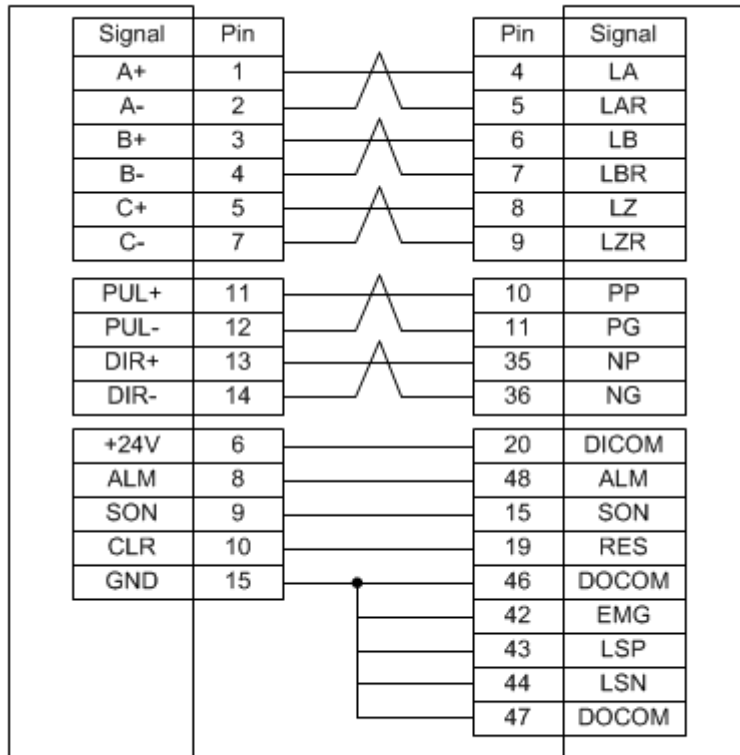 Signal Pin Pin Signal
A+ 1 4 LA
A- 2 5 LAR
B+ 3 6 LB
B- 4 7 LBR
C+ 5 8 LZ
C- 7 9 LZR
PUL+ 11 10 PP
PUL- 12 11 PG
DIR+ 13 35 NP
DIR- 14 36 NG
+24V 6 20 DICOM
ALM 8 48 ALM
SON 9 15 SON
CLR 10 19 RES
GND 15 46 DOCOM
42 EMG
43 LSP
44 LSN
47 DOCOM